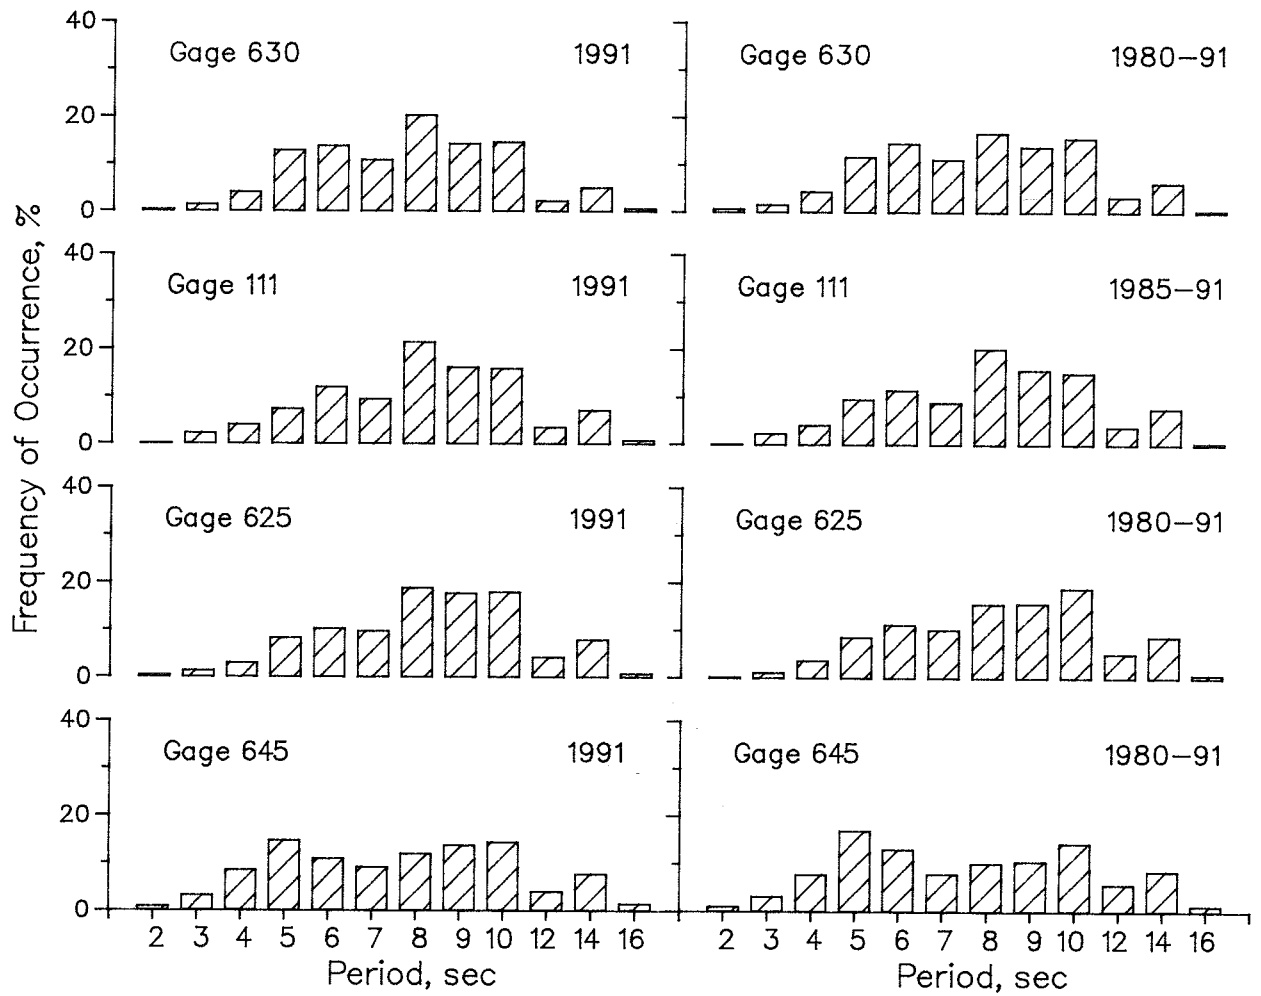 Frequency of Occurrence, %
40
20
0
Gage 630 1991
Gage 630 1980-91
40
20
0
Gage 111 1991
Gage 111 1985-91
40
20
0
Gage 625 1991
Gage 625 1980-91
40
20
0
Gage 645 1991
Gage 645 1980-91
2 3 4 5 6 7 8 9 10 12 14 16
2 3 4 5 6 7 8 9 10 12 14 16
Period, sec
Period, sec